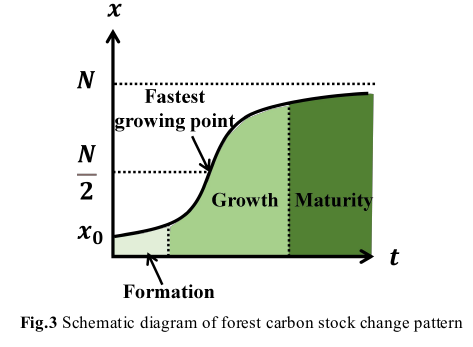 x
N
Fastest
growing point
N
2
Growth
Maturity
x0
t
Formation
Fig.3 Schematic diagram of forest carbon stock change pattern